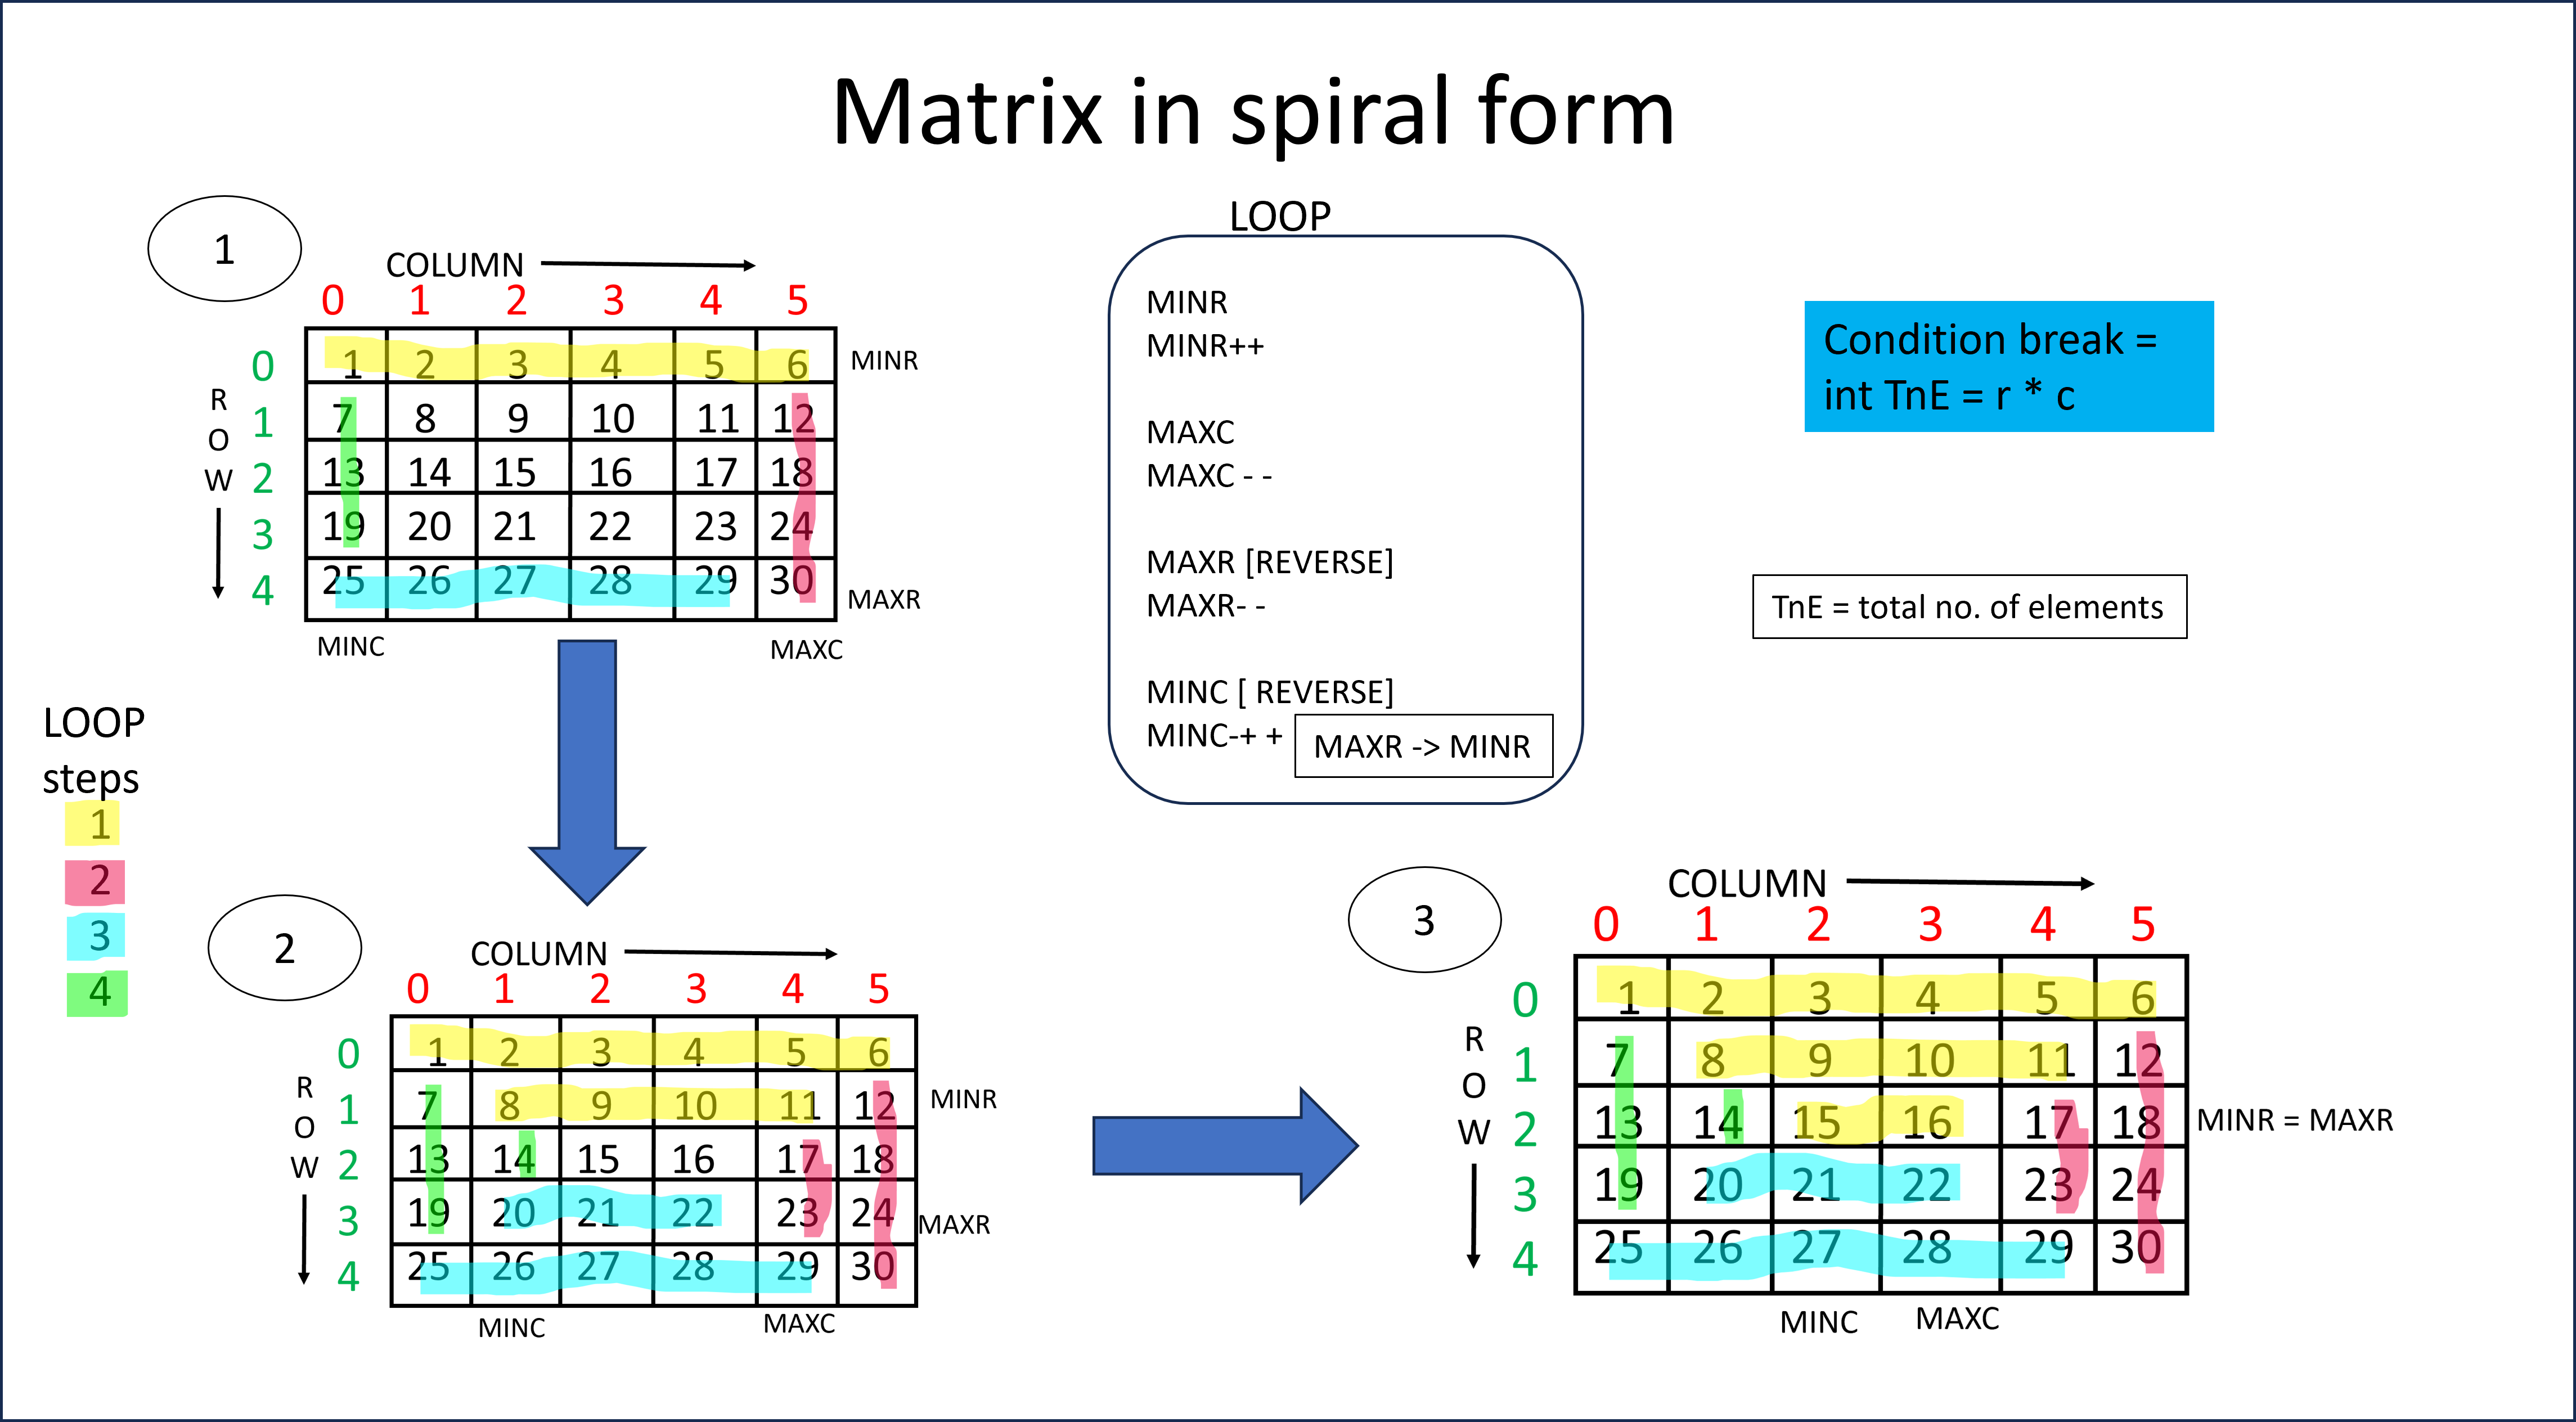 Matrix in spiral form
1
COLUMN
0 1 2 3 4 5
ROW
0
1
2
3
4
1 2 3 4 5 6
7 8 9 10 11 12
13 14 15 16 17 18
19 20 21 22 23 24
25 26 27 28 29 30
MINR
MAXR
MINC
MAXC
LOOP
MINR
MINR++
MAXC
MAXC - -
MAXR [REVERSE]
MAXR- -
MINC [ REVERSE]
MINC-+ +
MAXR -> MINR
Condition break =
int TnE = r * c
TnE = total no. of elements
LOOP
steps
1
2
3
4
2
COLUMN
0 1 2 3 4 5
ROW
0
1
2
3
4
1 2 3 4 5 6
7 8 9 10 11 12
13 14 15 16 17 18
19 20 21 22 23 24
25 26 27 28 29 30
MINR
MAXR
MINC
MAXC
3
COLUMN
0 1 2 3 4 5
ROW
0
1
2
3
4
1 2 3 4 5 6
7 8 9 10 11 12
13 14 15 16 17 18
19 20 21 22 23 24
25 26 27 28 29 30
MINR = MAXR
MINC
MAXC